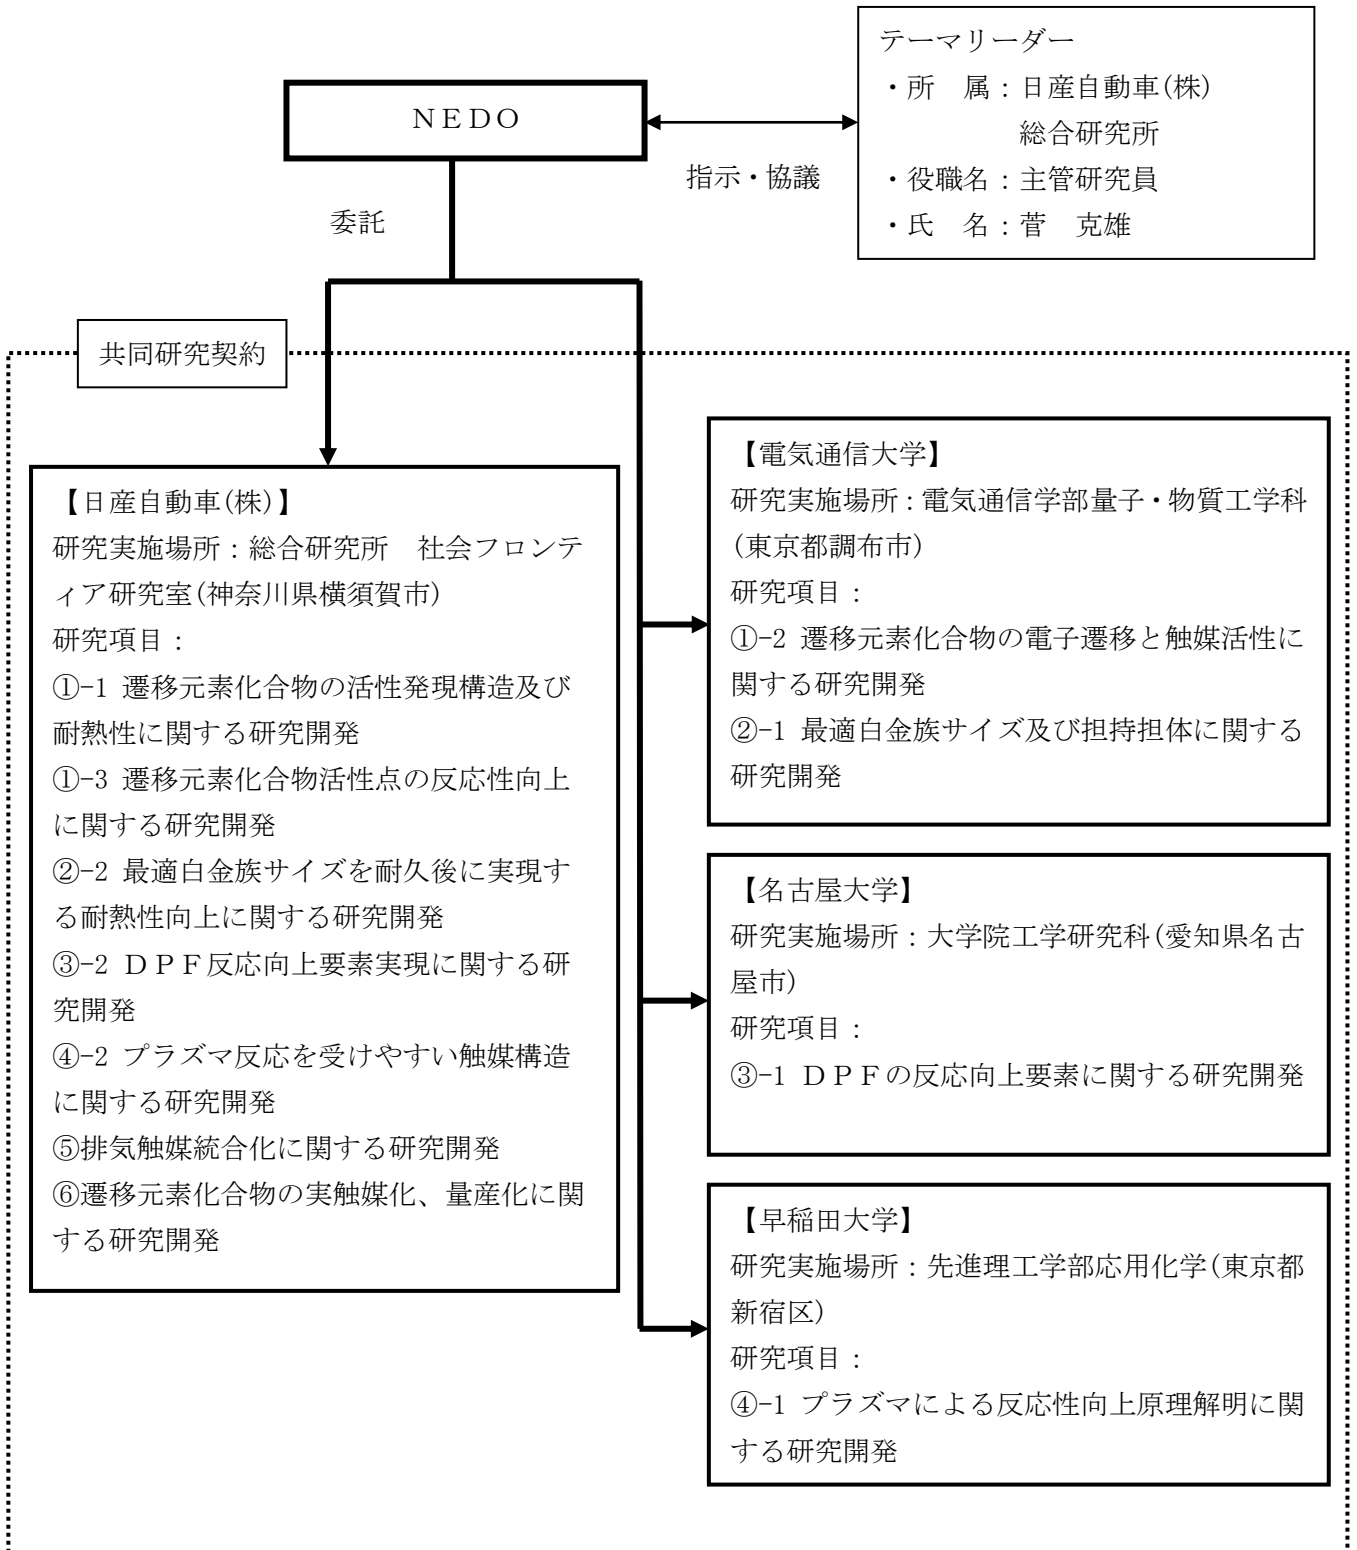 NEDO
テーマリーダー
・所　属：日産自動車(株)
総合研究所
・役職名：主管研究員
・氏　名：菅　克雄
指示・協議
委託
共同研究契約
【日産自動車(株)】
研究実施場所：総合研究所　社会フロンテ
ィア研究室(神奈川県横須賀市)
研究項目：
①-1 遷移元素化合物の活性発現構造及び
耐熱性に関する研究開発
①-3 遷移元素化合物活性点の反応性向上
に関する研究開発
②-2 最適白金族サイズを耐久後に実現す
る耐熱性向上に関する研究開発
③-2 ＤＰＦ反応向上要素実現に関する研
究開発
④-2 プラズマ反応を受けやすい触媒構造
に関する研究開発
⑤排気触媒統合化に関する研究開発
⑥遷移元素化合物の実触媒化、量産化に関
する研究開発
【電気通信大学】
研究実施場所：電気通信学部量子・物質工学科
(東京都調布市)
研究項目：
①-2 遷移元素化合物の電子遷移と触媒活性に
関する研究開発
②-1 最適白金族サイズ及び担持担体に関する
研究開発
【名古屋大学】
研究実施場所：大学院工学研究科(愛知県名古
屋市)
研究項目：
③-1 ＤＰＦの反応向上要素に関する研究開発
【早稲田大学】
研究実施場所：先進理工学部応用化学(東京都
新宿区)
研究項目：
④-1 プラズマによる反応性向上原理解明に関
する研究開発